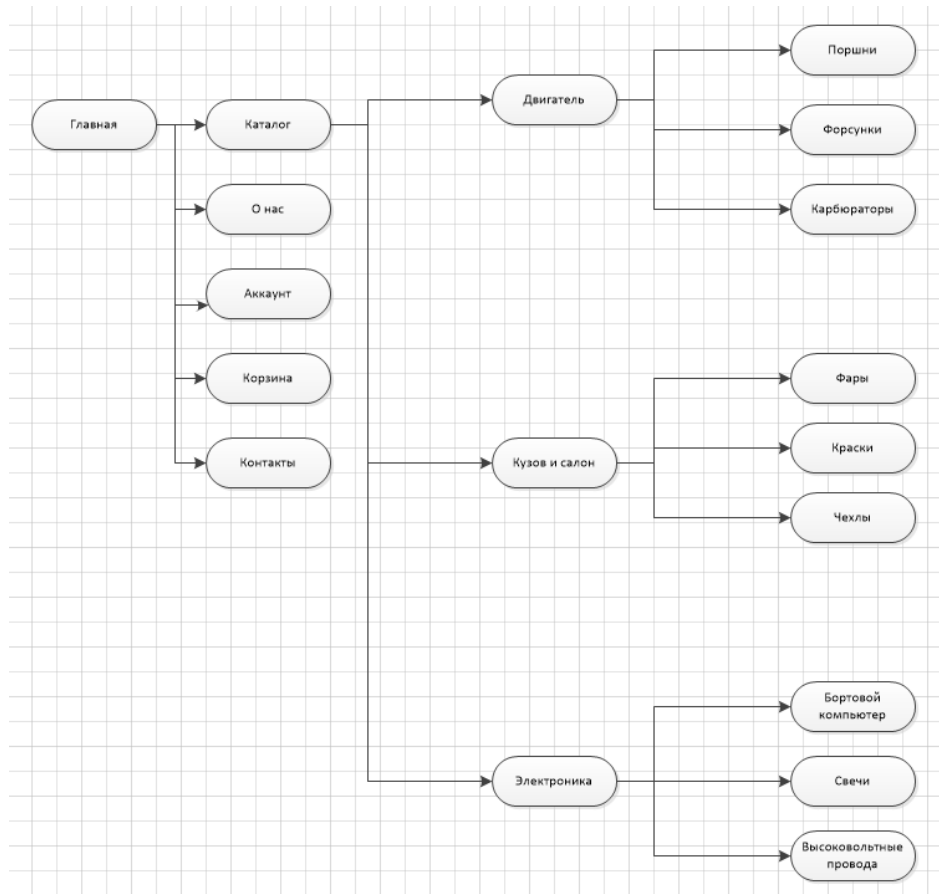 Главная
Каталог
О нас
Аккаунт
Корзина
Контакты
Двигатель
Поршни
Форсунки
Карбюраторы
Кузов и салон
Фары
Краски
Чехлы
Электроника
Бортовой
компьютер
Свечи
Высоковольтные
провода